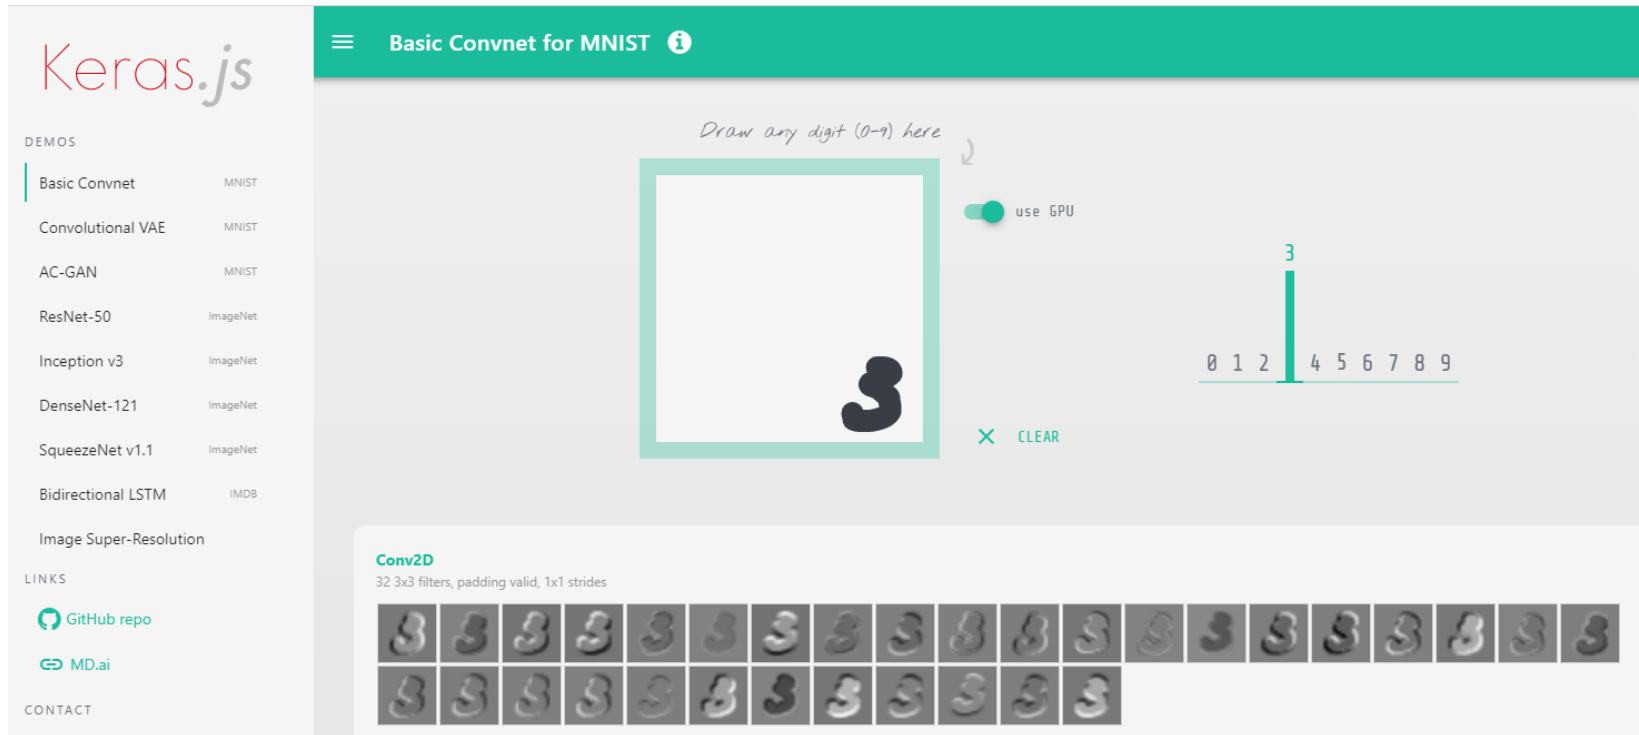 Keras.js
DEMOS
Basic Convnet MNIST
Convolutional VAE MNIST
AC-GAN MNIST
ResNet-50 ImageNet
Inception v3 ImageNet
DenseNet-121 ImageNet
SqueezeNet v1.1 ImageNet
Bidirectional LSTM IMDB
Image Super-Resolution
LINKS
GitHub repo
MD.ai
CONTACT
Basic Convnet for MNIST
Draw any digit (0-9) here
use GPU
3
3
0 1 2 4 5 6 7 8 9
CLEAR
Conv2D
32 3x3 filters, padding valid, 1x1 strides